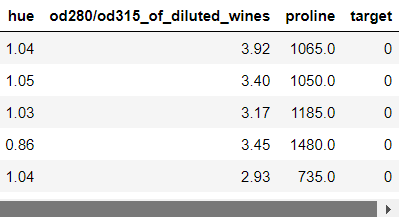 hue od280/od315_of_diluted_wines proline target
1.04 3.92 1065.0 0
1.05 3.40 1050.0 0
1.03 3.17 1185.0 0
0.86 3.45 1480.0 0
1.04 2.93 735.0 0